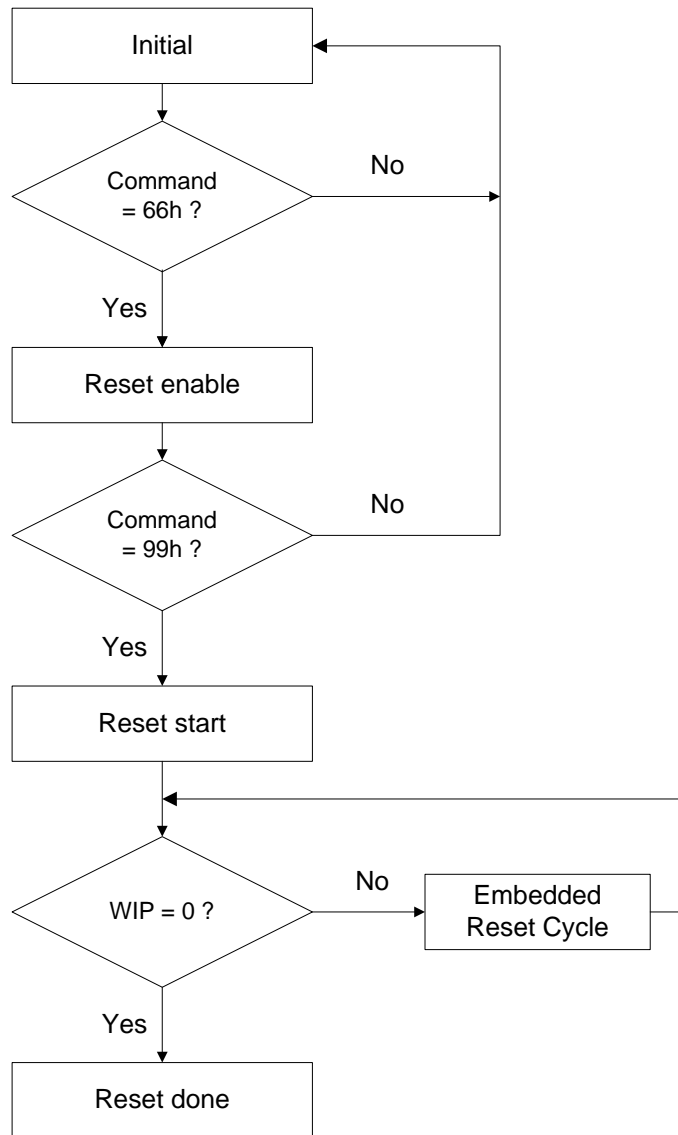 Initial
Command
= 66h ?
No
Yes
Reset enable
Command
= 99h ?
No
Yes
Reset start
WIP = 0 ?
No
Embedded
Reset Cycle
Yes
Reset done